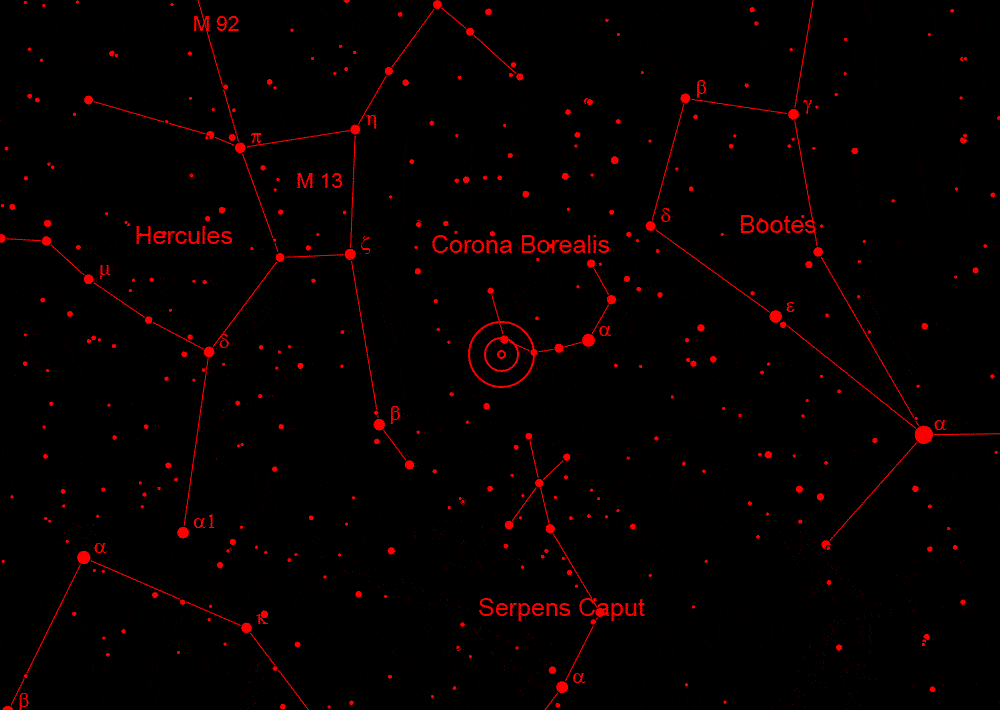 M 92
β
γ
η
π
M 13
δ
Bootes
Hercules
Corona Borealis
ζ
μ
ε
α
δ
β
α
α1
α
Serpens Caput
κ
α
β